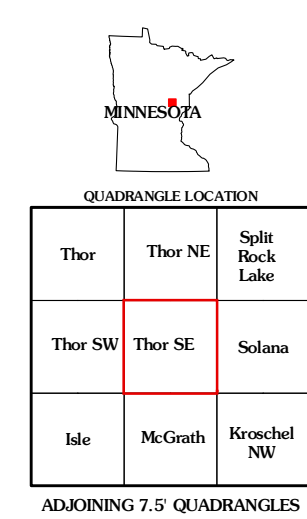 MINNESOTA
QUADRANGLE LOCATION
Thor
Thor NE
Split
Rock
Lake
Thor SW
Thor SE
Solana
Isle
McGrath
Kroschel
NW
ADJOINING 7.5' QUADRANGLES